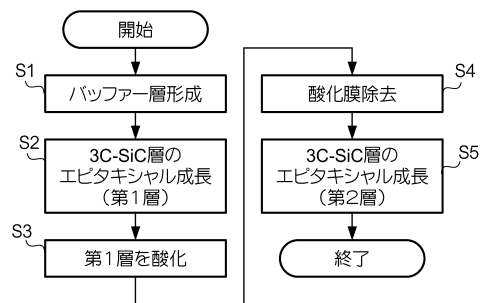 開始
S1
バッファー層形成
S2
3C-SiC層の
エピタキシャル成長
(第1層)
S3
第1層を酸化
S4
酸化膜除去
S5
3C-SiC層の
エピタキシャル成長
(第2層)
終了